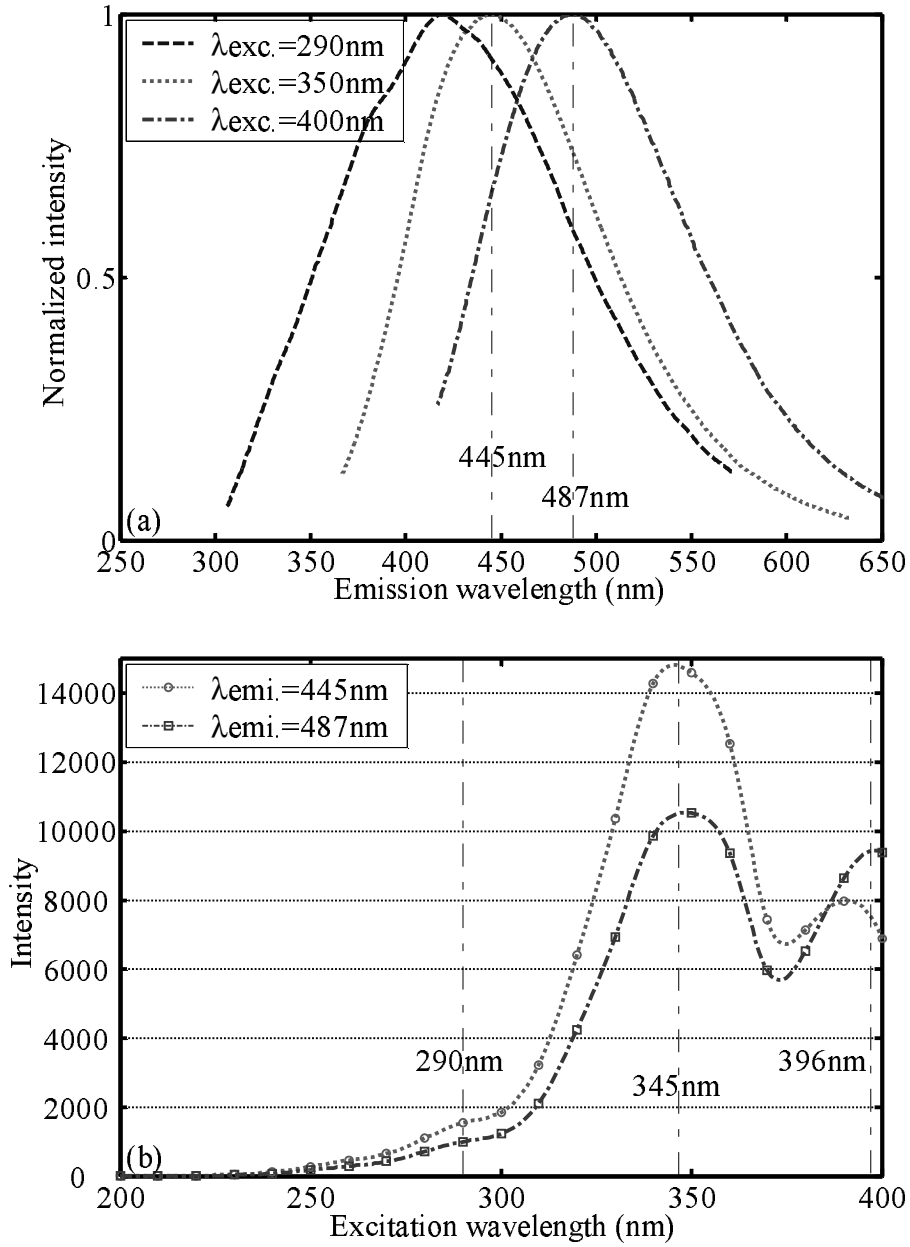 1
λexc.=290nm
λexc.=350nm
λexc.=400nm
Normalized intensity
0.5
445nm
487nm
0
(a)
250 300 350 400 450 500 550 600 650
Emission wavelength (nm)
λemi.=445nm
λemi.=487nm
14000
12000
10000
8000
6000
4000
2000
0
Intensity
290nm
345nm
396nm
(b)
200 250 300 350 400
Excitation wavelength (nm)